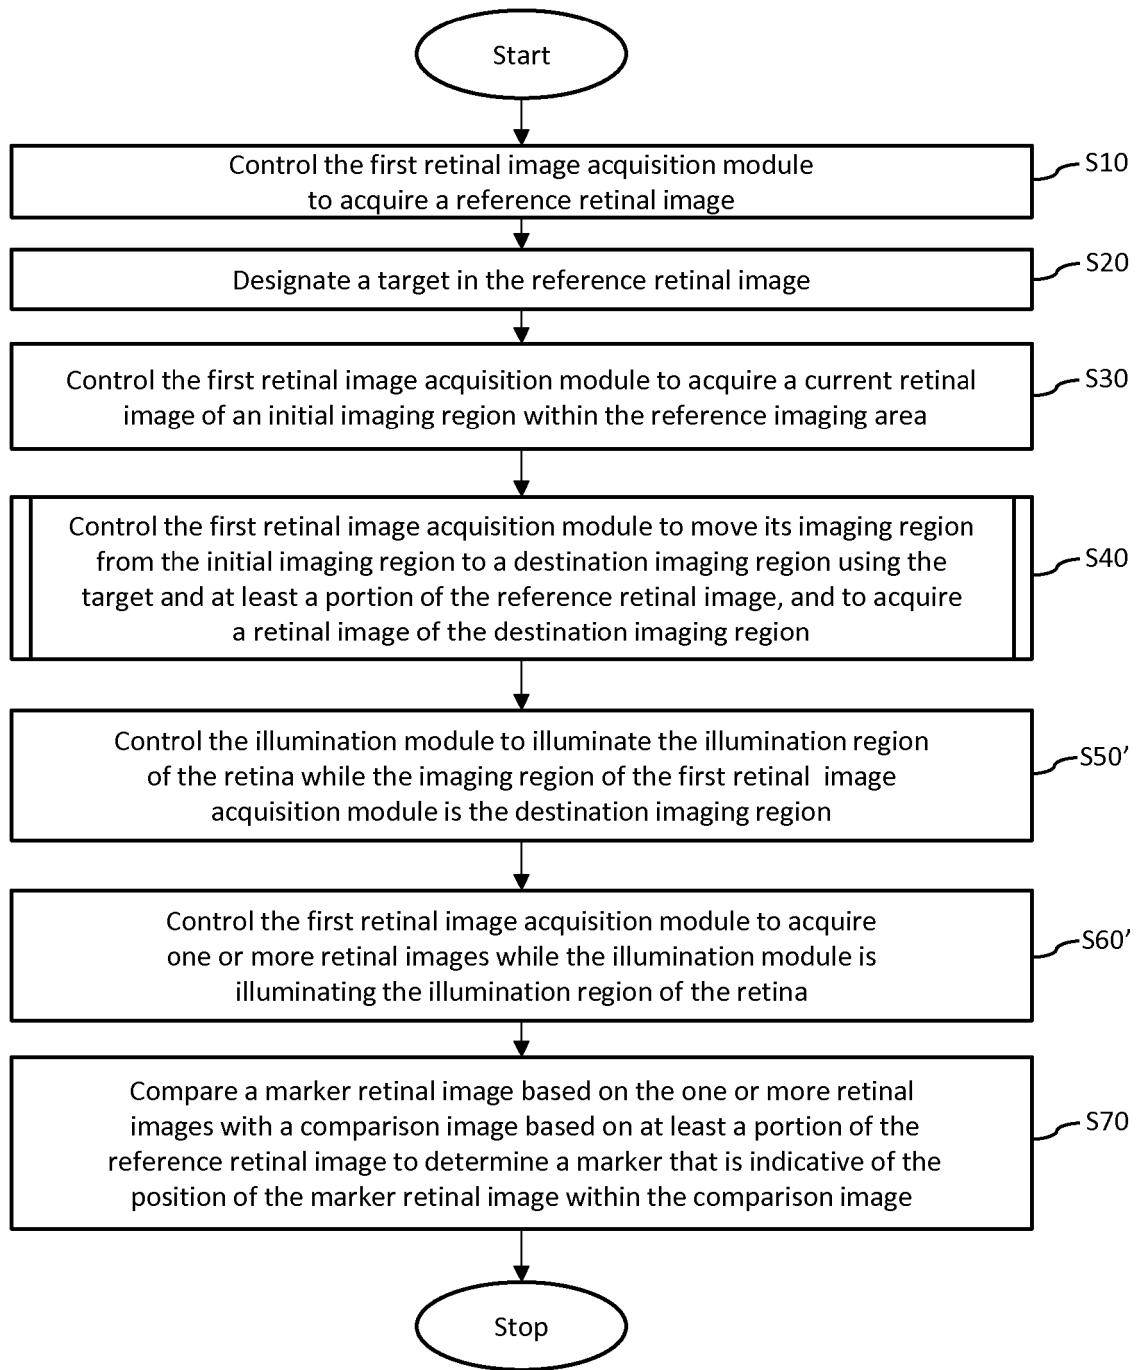 Start
Control the first retinal image acquisition module
to acquire a reference retinal image
S10
Designate a target in the reference retinal image
S20
Control the first retinal image acquisition module to acquire a current retinal
image of an initial imaging region within the reference imaging area
S30
Control the first retinal image acquisition module to move its imaging region
from the initial imaging region to a destination imaging region using the
target and at least a portion of the reference retinal image, and to acquire
a retinal image of the destination imaging region
S40
Control the illumination module to illuminate the illumination region
of the retina while the imaging region of the first retinal image
acquisition module is the destination imaging region
S50’
Control the first retinal image acquisition module to acquire
one or more retinal images while the illumination module is
illuminating the illumination region of the retina
S60’
Compare a marker retinal image based on the one or more retinal
images with a comparison image based on at least a portion of the
reference retinal image to determine a marker that is indicative of the
position of the marker retinal image within the comparison image
S70
Stop